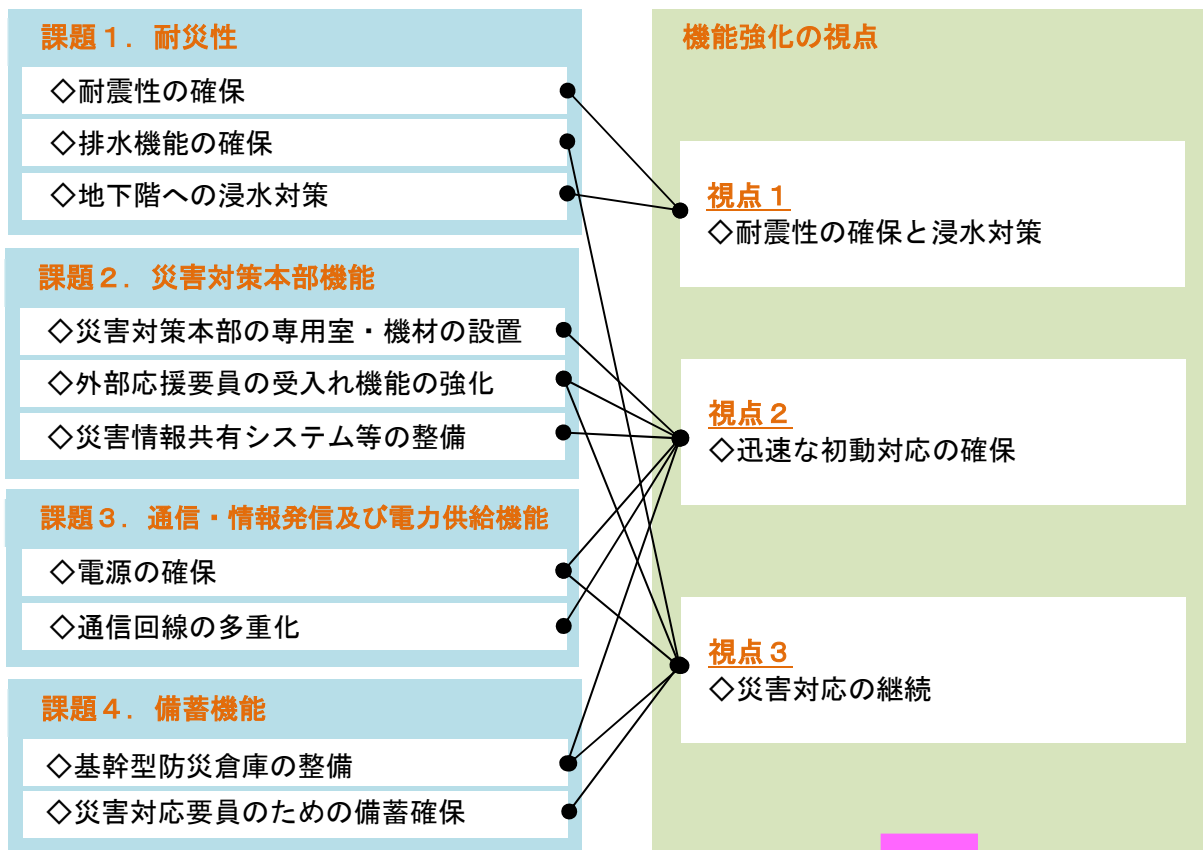 課題１．耐災性
◇耐震性の確保
◇排水機能の確保
◇地下階への浸水対策
課題２．災害対策本部機能
◇災害対策本部の専用室・機材の設置
◇外部応援要員の受入れ機能の強化
◇災害情報共有システム等の整備
課題３．通信・情報発信及び電力供給機能
◇電源の確保
◇通信回線の多重化
課題４．備蓄機能
◇基幹型防災倉庫の整備
◇災害対応要員のための備蓄確保
機能強化の視点
視点１
◇耐震性の確保と浸水対策
視点２
◇迅速な初動対応の確保
視点３
◇災害対応の継続